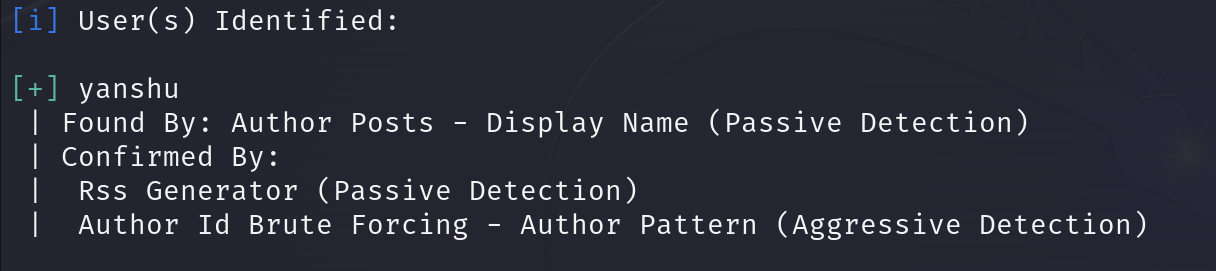 [i] User(s) Identified:
[+] yanshu
| Found By: Author Posts - Display Name (Passive Detection)
| Confirmed By:
|  Rss Generator (Passive Detection)
|  Author Id Brute Forcing - Author Pattern (Aggressive Detection)